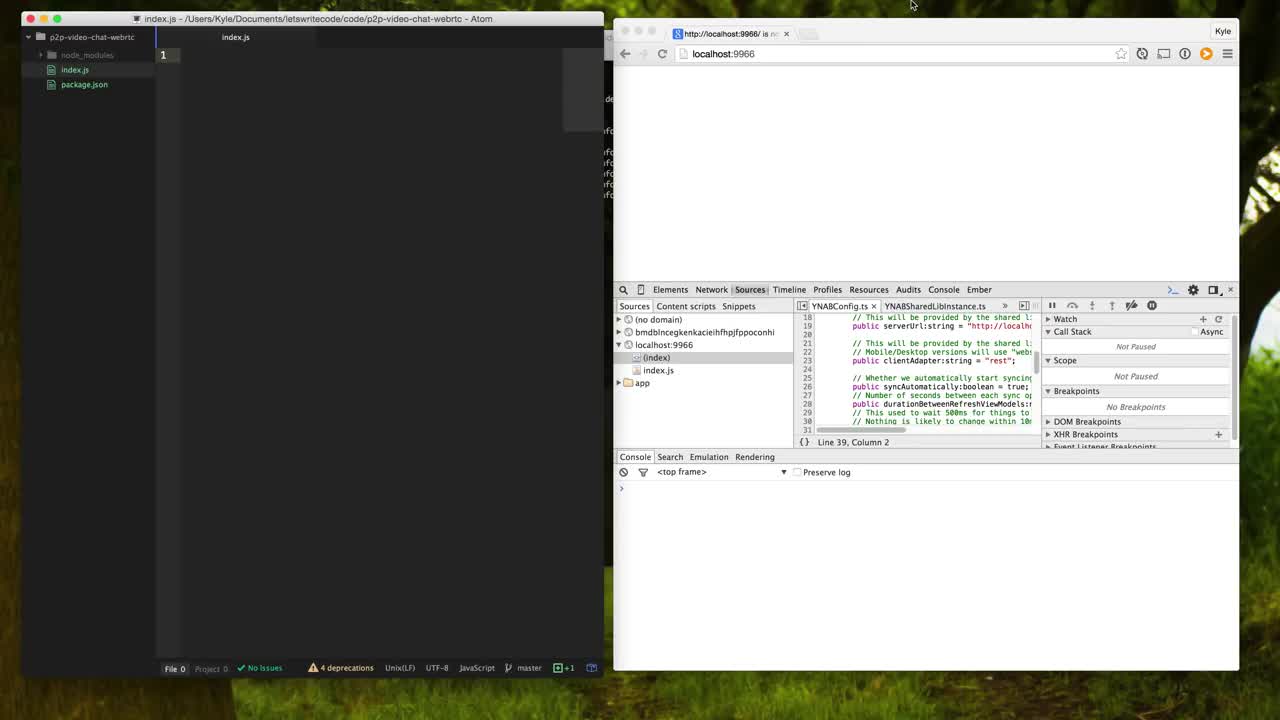 index.js - /Users/Kyle/Documents/letswritecode/code/p2p-video-chat-webrtc - Atom
p2p-video-chat-webrtc
node_modules
index.js
package.json
index.js
1
File 0 Project 0 No Issues 4 deprecations Unix(LF) UTF-8 JavaScript master +1
http://localhost:9966/ is no
Kyle
localhost:9966
Elements Network Sources Timeline Profiles Resources Audits Console Ember
Sources Content scripts Snippets
(no domain)
bmdblncegkenkacieihfhpjfppoconhi
localhost:9966
(index)
index.js
app
YNABConfig.ts YNABSharedLibInstance.ts
18 // This will be provided by the shared li
19 public serverUrl:string = "http://localho
20
21 // This will be provided by the shared li
22 // Mobile/Desktop versions will use "webs
23 public clientAdapter:string = "rest";
24
25 // Whether we automatically start syncing
26 public syncAutomatically:boolean = true;
27 // Number of seconds between each sync op
28 public durationBetweenRefreshViewModels:n
29 // This used to wait 500ms for things to
30 // Nothing is likely to change within 10m
31
{} Line 39, Column 2
Watch
Call Stack Async
Not Paused
Scope
Not Paused
Breakpoints
No Breakpoints
DOM Breakpoints
XHR Breakpoints
Event Listener Breakpoints
Console Search Emulation Rendering
<top frame> Preserve log